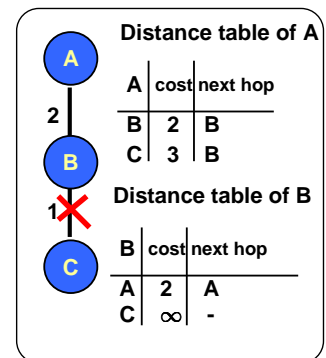 Distance table of A
A
A cost next hop
2
B 2 B
C 3 B
B
Distance table of B
1
B cost next hop
C
A 2 A
C ∞ -